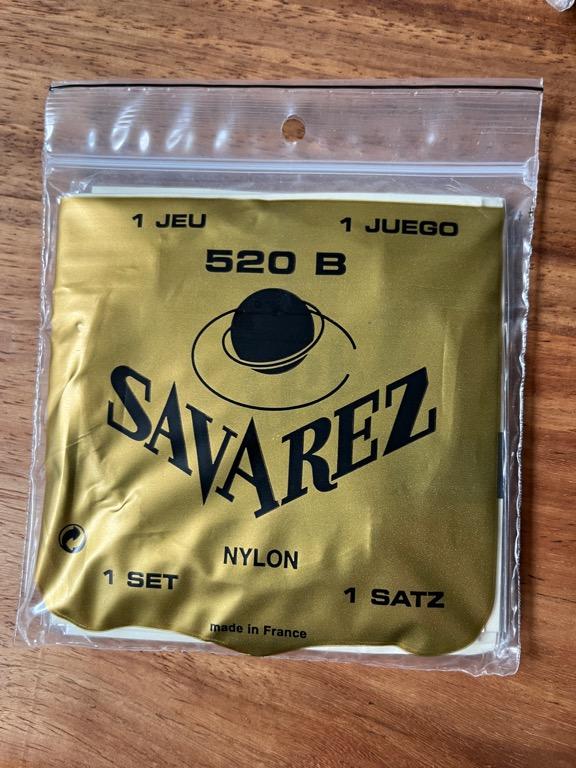 1 JEU
1 JUEGO
520 B
SAVAREZ
NYLON
1 SET
1 SATZ
made in France